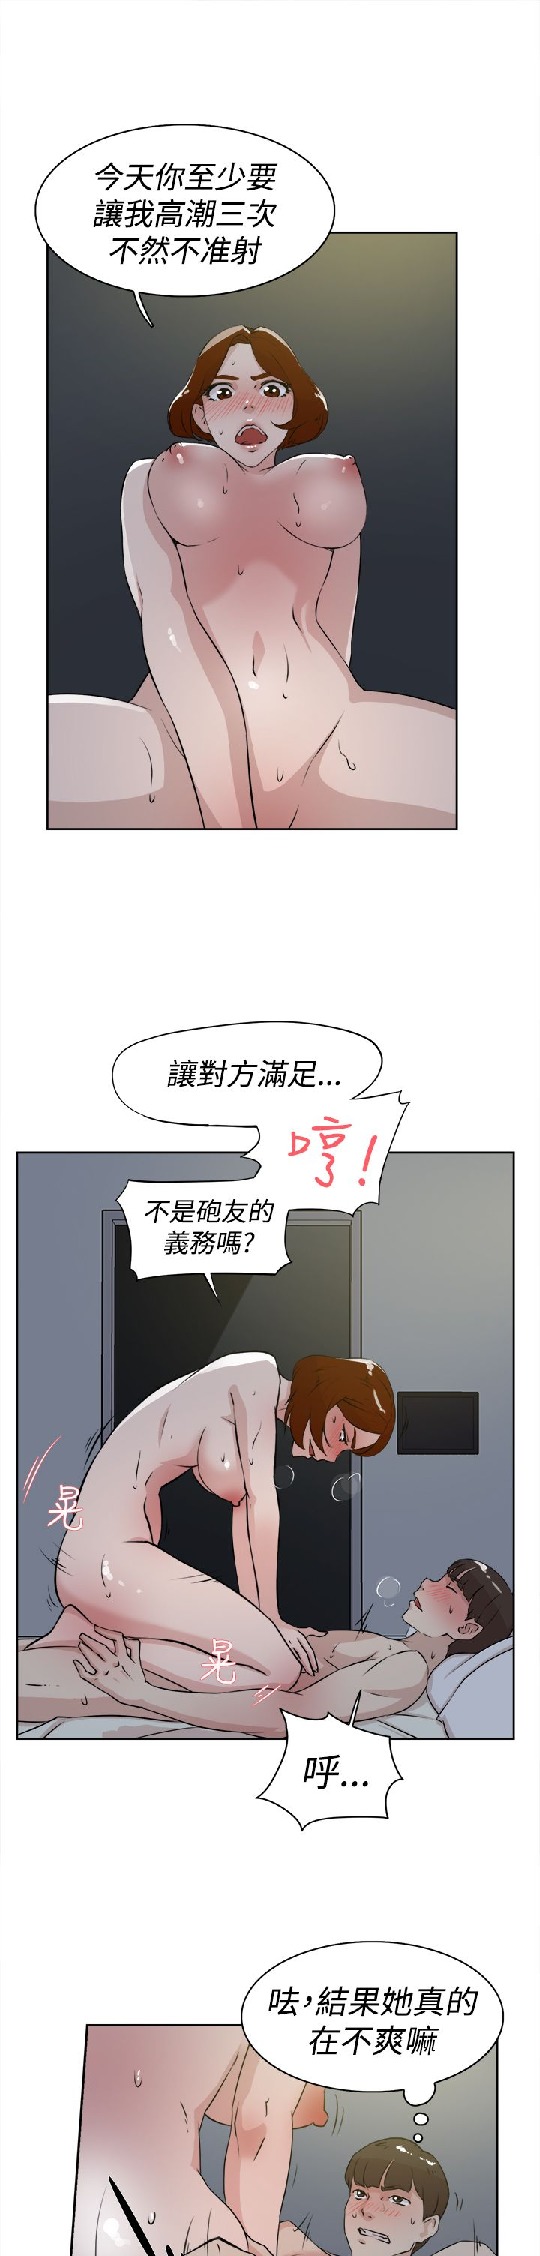 今天你至少要
讓我高潮三次
不然不准射
讓對方滿足...
哼!
不是砲友的
義務嗎?
晃
晃
呼...
呿,結果她真的
在不爽嘛